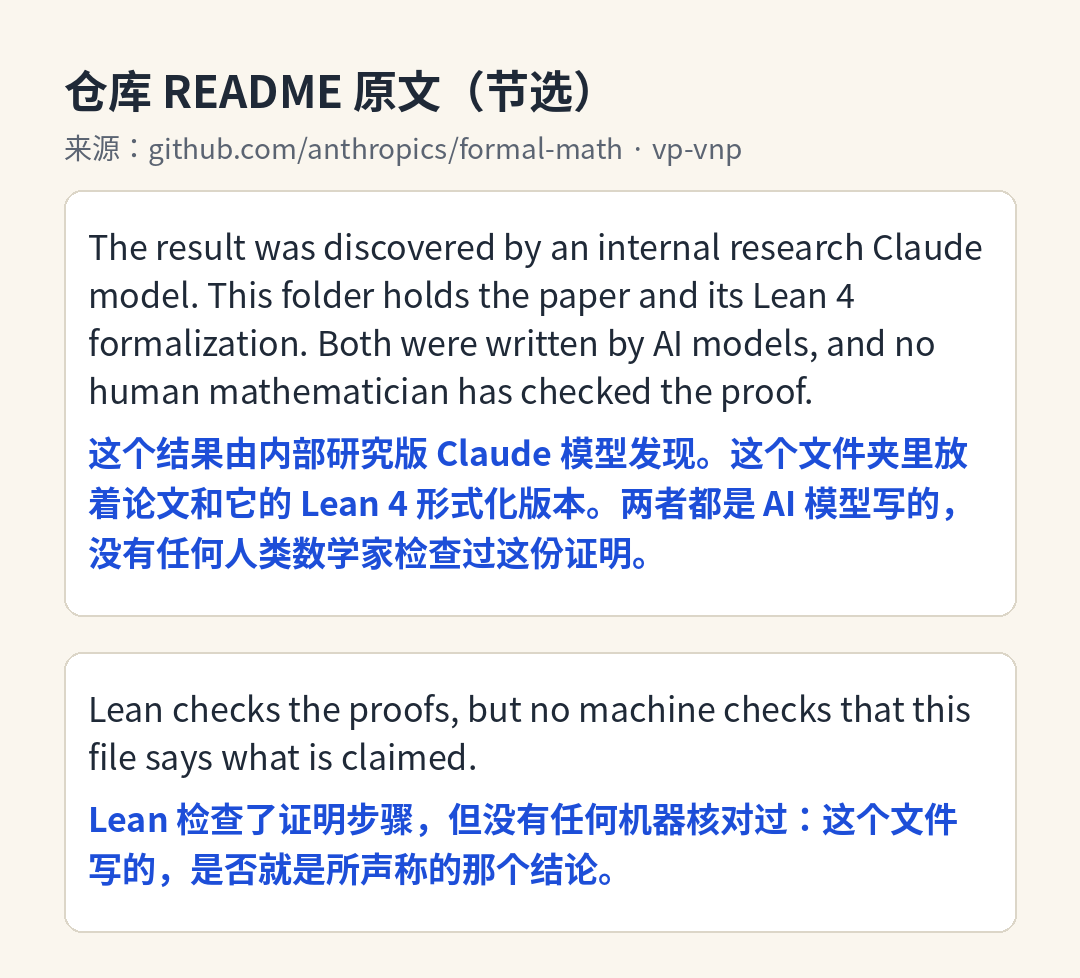 仓库 README 原文（节选）
来源：github.com/anthropics/formal-math · vp-vnp
The result was discovered by an internal research Claude
model. This folder holds the paper and its Lean 4
formalization. Both were written by AI models, and no
human mathematician has checked the proof.
这个结果由内部研究版 Claude 模型发现。这个文件夹里放
着论文和它的 Lean 4 形式化版本。两者都是 AI 模型写的，
没有任何人类数学家检查过这份证明。
Lean checks the proofs, but no machine checks that this
file says what is claimed.
Lean 检查了证明步骤，但没有任何机器核对过：这个文件
写的，是否就是所声称的那个结论。